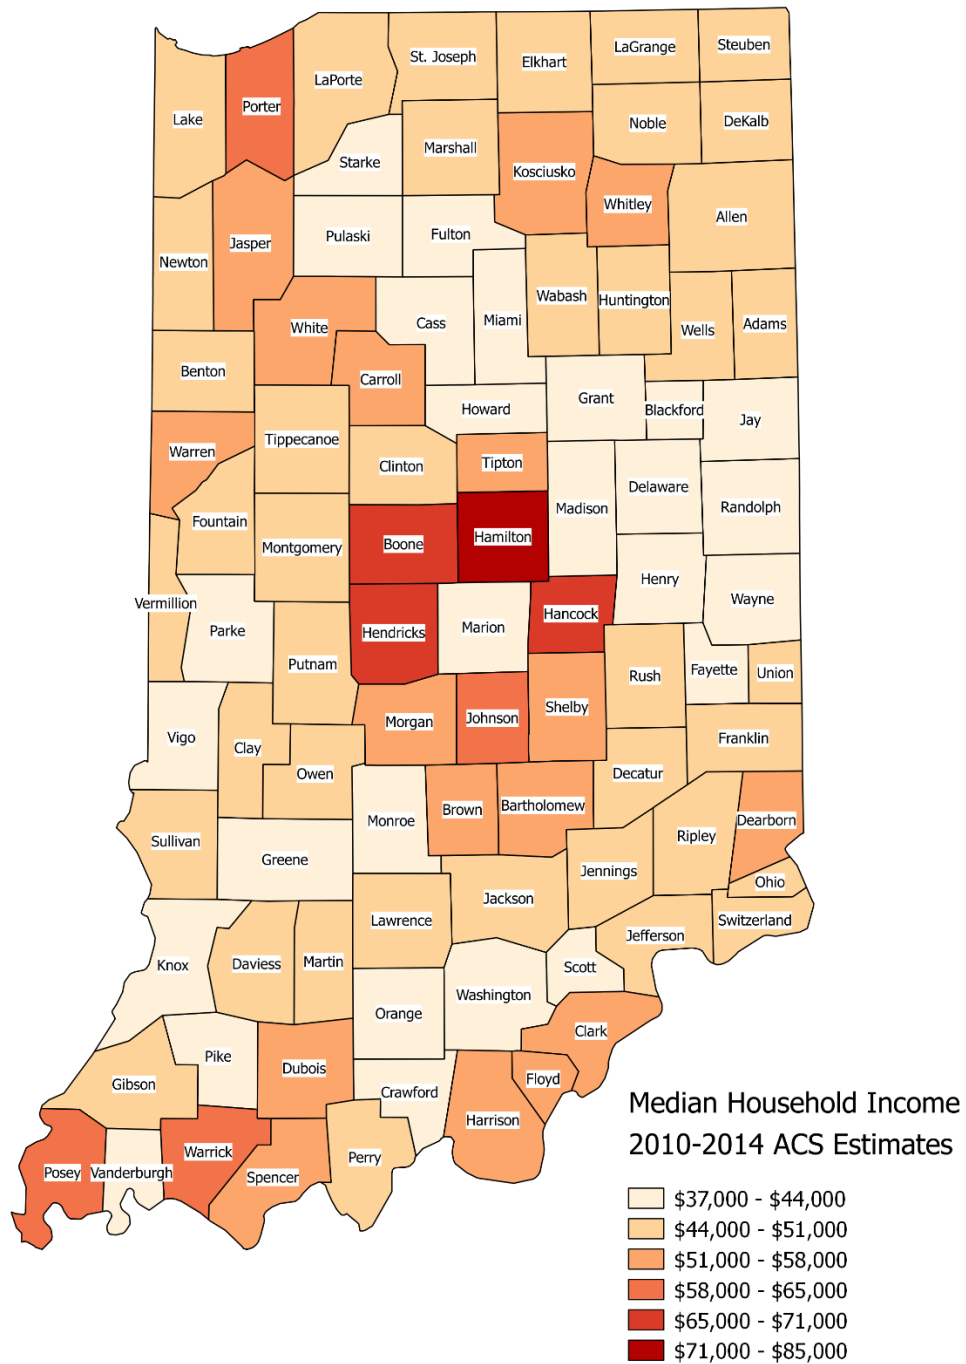 St. Joseph
LaGrange
Steuben
Elkhart
LaPorte
Porter
Lake
Noble
DeKalb
Marshall
Starke
Kosciusko
Whitley
Allen
Pulaski
Fulton
Jasper
Newton
Wabash
Huntington
Miami
Cass
White
Wells
Adams
Benton
Carroll
Grant
Howard
Blackford
Jay
Tippecanoe
Warren
Clinton
Tipton
Delaware
Madison
Randolph
Fountain
Hamilton
Boone
Montgomery
Henry
Wayne
Vermillion
Hancock
Parke
Hendricks
Marion
Putnam
Fayette
Union
Rush
Shelby
Johnson
Morgan
Vigo
Franklin
Clay
Owen
Decatur
Bartholomew
Brown
Monroe
Dearborn
Ripley
Sullivan
Greene
Jennings
Ohio
Jackson
Lawrence
Switzerland
Jefferson
Martin
Daviess
Knox
Scott
Washington
Orange
Clark
Pike
Dubois
Floyd
Gibson
Crawford
Harrison
Warrick
Perry
Posey
Vanderburgh
Spencer
Median Household Income
2010-2014 ACS Estimates
$37,000 - $44,000
$44,000 - $51,000
$51,000 - $58,000
$58,000 - $65,000
$65,000 - $71,000
$71,000 - $85,000